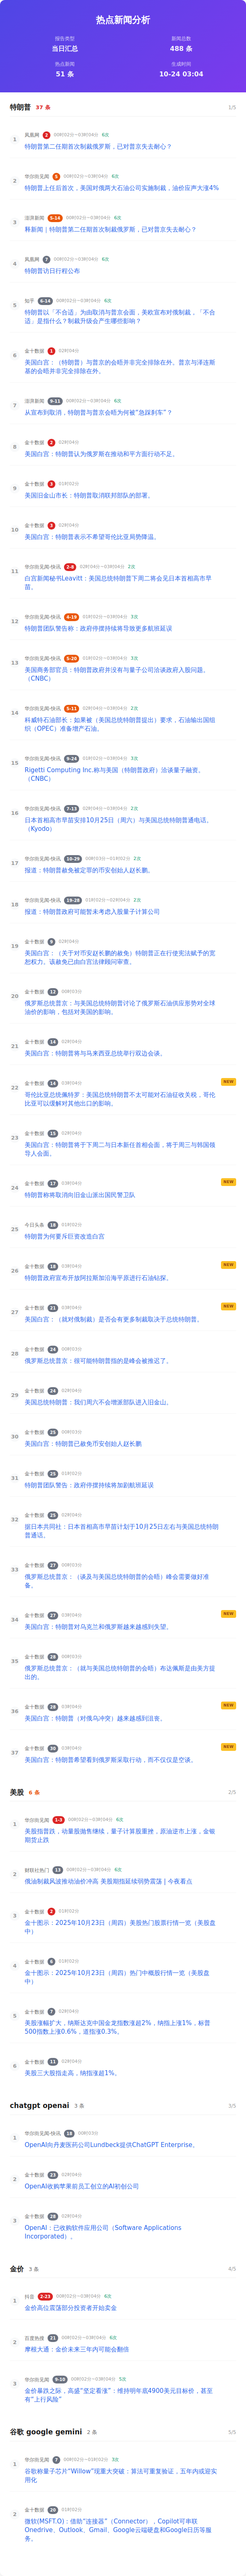 热点新闻分析
报告类型
新闻总数
当日汇总
488 条
热点新闻
生成时间
51 条
10-24 03:04
特朗普 37 条 1/5
1
凤凰网 2 00时02分~03时04分 6次
特朗普第二任期首次制裁俄罗斯，已对普京失去耐心？
2
华尔街见闻 5 00时02分~03时04分 6次
特朗普上任后首次，美国对俄两大石油公司实施制裁，油价应声大涨4%
3
澎湃新闻 5-14 00时02分~03时04分 6次
释新闻｜特朗普第二任期首次制裁俄罗斯，已对普京失去耐心？
4
凤凰网 7 00时02分~03时04分 6次
特朗普访日行程公布
5
知乎 6-14 00时02分~03时04分 6次
特朗普以「不合适」为由取消与普京会面，美欧宣布对俄制裁，「不合
适」是指什么？制裁升级会产生哪些影响？
6
金十数据 1 03时04分
美国白宫：（特朗普）与普京的会晤并非完全排除在外。普京与泽连斯
基的会晤并非完全排除在外。
7
澎湃新闻 9-11 00时02分~03时04分 6次
从宣布到取消，特朗普与普京会晤为何被“急踩刹车”？
8
金十数据 2 02时04分
美国白宫：特朗普认为俄罗斯在推动和平方面行动不足。
9
金十数据 3 01时02分
美国旧金山市长：特朗普取消联邦部队的部署。
10
金十数据 3 02时04分
美国白宫：特朗普表示不希望哥伦比亚局势降温。
11
华尔街见闻-快讯 2-8 02时04分~03时04分 2次
白宫新闻秘书Leavitt：美国总统特朗普下周二将会见日本首相高市早
苗。
12
华尔街见闻-快讯 4-19 01时02分~03时04分 3次
特朗普团队警告称：政府停摆持续将导致更多航班延误
13
华尔街见闻-快讯 5-20 01时02分~03时04分 3次
美国商务部官员：特朗普政府并没有与量子公司洽谈政府入股问题。
（CNBC）
14
华尔街见闻-快讯 5-11 02时04分~03时04分 2次
科威特石油部长：如果被（美国总统特朗普提出）要求，石油输出国组
织（OPEC）准备增产石油。
15
华尔街见闻-快讯 9-24 01时02分~03时04分 3次
Rigetti Computing Inc.称与美国（特朗普政府）洽谈量子融资。
（CNBC）
16
华尔街见闻-快讯 7-13 02时04分~03时04分 2次
日本首相高市早苗安排10月25日（周六）与美国总统特朗普通电话。
（Kyodo）
17
华尔街见闻-快讯 10-29 00时03分~01时02分 2次
报道：特朗普赦免被定罪的币安创始人赵长鹏。
18
华尔街见闻-快讯 19-28 01时02分~02时04分 2次
报道：特朗普政府可能暂未考虑入股量子计算公司
19
金十数据 9 02时04分
美国白宫：（关于对币安赵长鹏的赦免）特朗普正在行使宪法赋予的宽
恕权力。该赦免已由白宫法律顾问审查。
20
金十数据 12 00时03分
俄罗斯总统普京：与美国总统特朗普讨论了俄罗斯石油供应形势对全球
油价的影响，包括对美国的影响。
21
金十数据 14 02时04分
美国白宫：特朗普将与马来西亚总统举行双边会谈。
22
金十数据 14 03时04分 NEW
哥伦比亚总统佩特罗：美国总统特朗普不太可能对石油征收关税，哥伦
比亚可以缓解对其他出口的影响。
23
金十数据 15 02时04分
美国白宫：特朗普将于下周二与日本新任首相会面，将于周三与韩国领
导人会面。
24
金十数据 17 03时04分 NEW
特朗普称将取消向旧金山派出国民警卫队
25
今日头条 18 01时02分
特朗普为何要斥巨资改造白宫
26
金十数据 18 03时04分 NEW
特朗普政府宣布开放阿拉斯加沿海平原进行石油钻探。
27
金十数据 21 03时04分 NEW
美国白宫：（就对俄制裁）是否会有更多制裁取决于总统特朗普。
28
金十数据 24 00时03分
俄罗斯总统普京：很可能特朗普指的是峰会被推迟了。
29
金十数据 24 02时04分
美国总统特朗普：我们周六不会增派部队进入旧金山。
30
金十数据 25 00时03分
美国白宫：特朗普已赦免币安创始人赵长鹏
31
金十数据 25 01时02分
特朗普团队警告：政府停摆持续将加剧航班延误
32
金十数据 25 02时04分
据日本共同社：日本首相高市早苗计划于10月25日左右与美国总统特朗
普通话。
33
金十数据 27 00时03分
俄罗斯总统普京：（谈及与美国总统特朗普的会晤）峰会需要做好准
备。
34
金十数据 27 03时04分 NEW
美国白宫：特朗普对乌克兰和俄罗斯越来越感到失望。
35
金十数据 28 00时03分
俄罗斯总统普京：（就与美国总统特朗普的会晤）布达佩斯是由美方提
出的。
36
金十数据 29 03时04分 NEW
美国白宫：特朗普（对俄乌冲突）越来越感到沮丧。
37
金十数据 30 03时04分 NEW
美国白宫：特朗普希望看到俄罗斯采取行动，而不仅仅是空谈。
美股 6 条 2/5
1
华尔街见闻 1-3 00时02分~03时04分 6次
美股指普跌，动量股抛售继续，量子计算股重挫，原油逆市上涨，金银
期货止跌
2
财联社热门 13 00时02分~03时04分 6次
俄油制裁风波推动油价冲高 美股期指延续弱势震荡 | 今夜看点
3
金十数据 2 01时02分
金十图示：2025年10月23日（周四）美股热门股票行情一览（美股盘
中）
4
金十数据 6 01时02分
金十图示：2025年10月23日（周四）热门中概股行情一览（美股盘
中）
5
金十数据 7 02时04分
美股涨幅扩大，纳斯达克中国金龙指数涨超2%，纳指上涨1%，标普
500指数上涨0.6%，道指涨0.3%。
6
金十数据 11 02时04分
美股三大股指走高，纳指涨超1%。
chatgpt openai 3 条 3/5
1
华尔街见闻-快讯 18 00时03分
OpenAI向丹麦医药公司Lundbeck提供ChatGPT Enterprise。
2
金十数据 23 02时04分
OpenAI收购苹果前员工创立的AI初创公司
3
金十数据 28 02时04分
OpenAI：已收购软件应用公司（Software Applications
Incorporated）。
金价 3 条 4/5
1
抖音 2-23 00时02分~03时04分 6次
金价高位震荡部分投资者开始卖金
2
百度热搜 21 00时02分~03时04分 6次
摩根大通：金价未来三年内可能会翻倍
3
华尔街见闻 9-10 00时02分~03时04分 5次
金价暴跌之际，高盛“坚定看涨”：维持明年底4900美元目标价，甚至
有“上行风险”
谷歌 google gemini 2 条 5/5
1
华尔街见闻 7 00时02分~01时02分 3次
谷歌称量子芯片“Willow”现重大突破：算法可重复验证，五年内或迎实
用化
2
金十数据 20 01时02分
微软(MSFT.O)：借助“连接器”（Connector），Copilot可串联
Onedrive、Outlook、Gmail、Google云端硬盘和Google日历等服
务。